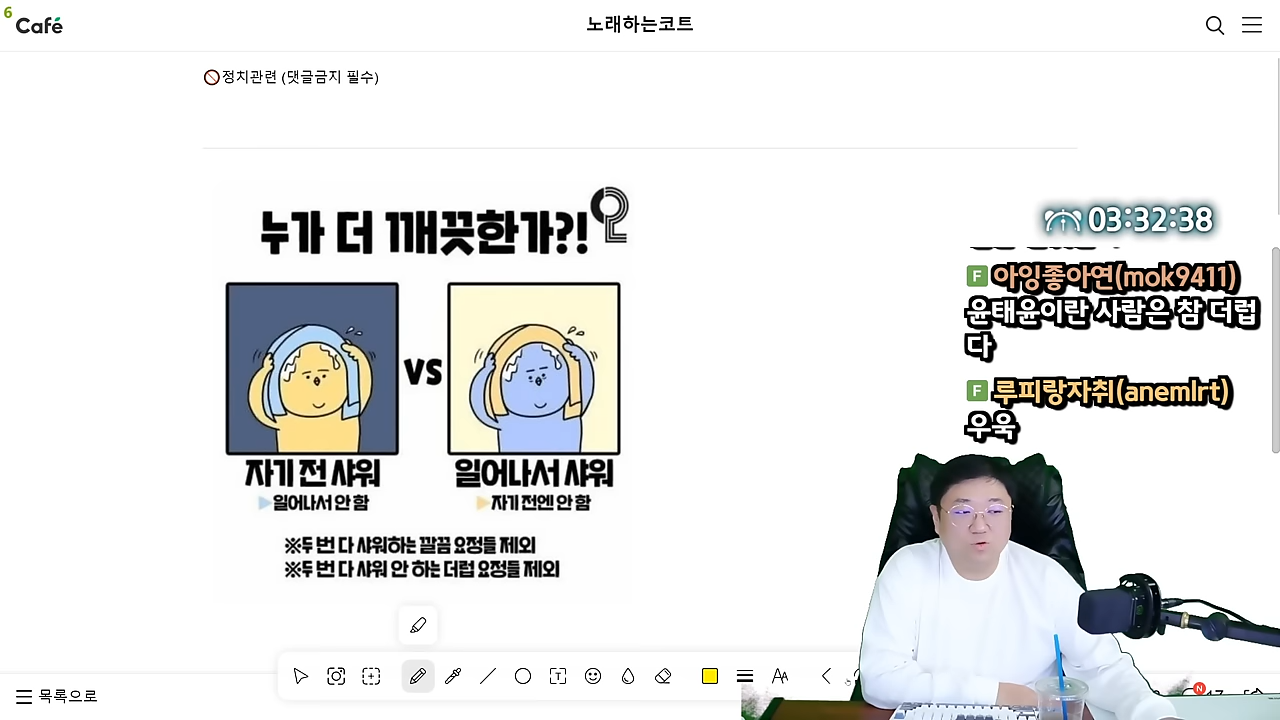 6
Café
노래하는코트
🚫정치관련 (댓글금지 필수)
누가 더 깨끗한가?!
VS
자기 전 샤워
▶일어나서 안 함
일어나서 샤워
▶자기 전엔 안 함
※두 번 다 샤워하는 깔끔 요정들 제외
※두 번 다 샤워 안 하는 더럽 요정들 제외
03:32:38
F 아잉좋아연(mok9411)
윤태윤이란 사람은 참 더럽
다
F 루피랑자취(anemlrt)
우욱
목록으로
N